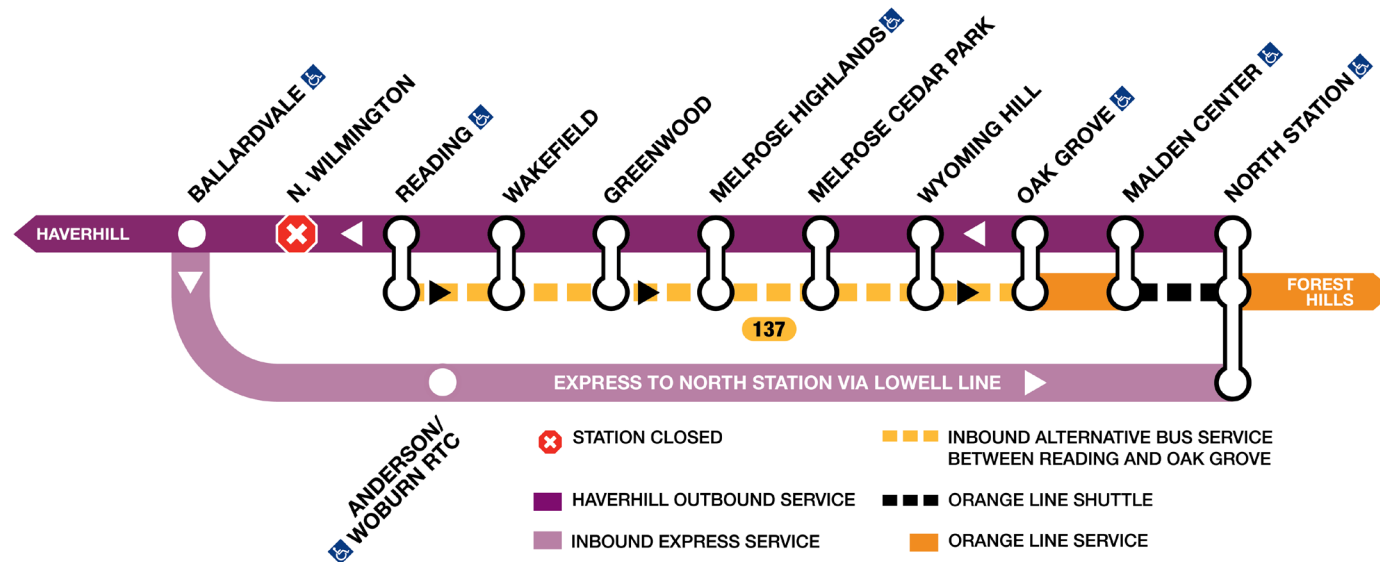 BALLARDVALE
N. WILMINGTON
READING
WAKEFIELD
GREENWOOD
MELROSE HIGHLANDS
MELROSE CEDAR PARK
WYOMING HILL
OAK GROVE
MALDEN CENTER
NORTH STATION
HAVERHILL
FOREST
HILLS
137
EXPRESS TO NORTH STATION VIA LOWELL LINE
ANDERSON/
WOBURN RTC
STATION CLOSED
HAVERHILL OUTBOUND SERVICE
INBOUND EXPRESS SERVICE
INBOUND ALTERNATIVE BUS SERVICE
BETWEEN READING AND OAK GROVE
ORANGE LINE SHUTTLE
ORANGE LINE SERVICE